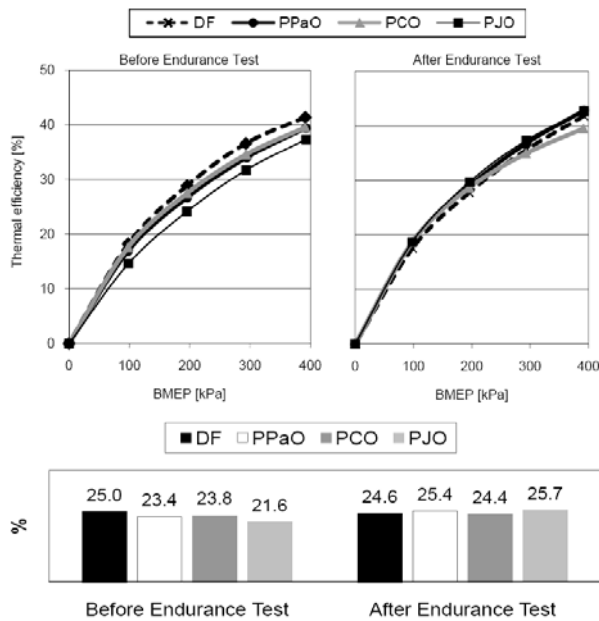 DF PPaO PCO PJO
Before Endurance Test After Endurance Test
Thermal efficiency [%]
50
40
30
20
10
0
0 100 200 300 400 0 100 200 300 400
BMEP [kPa] BMEP [kPa]
DF PPaO PCO PJO
%
25.0 23.4 23.8 21.6 24.6 25.4 24.4 25.7
Before Endurance Test After Endurance Test